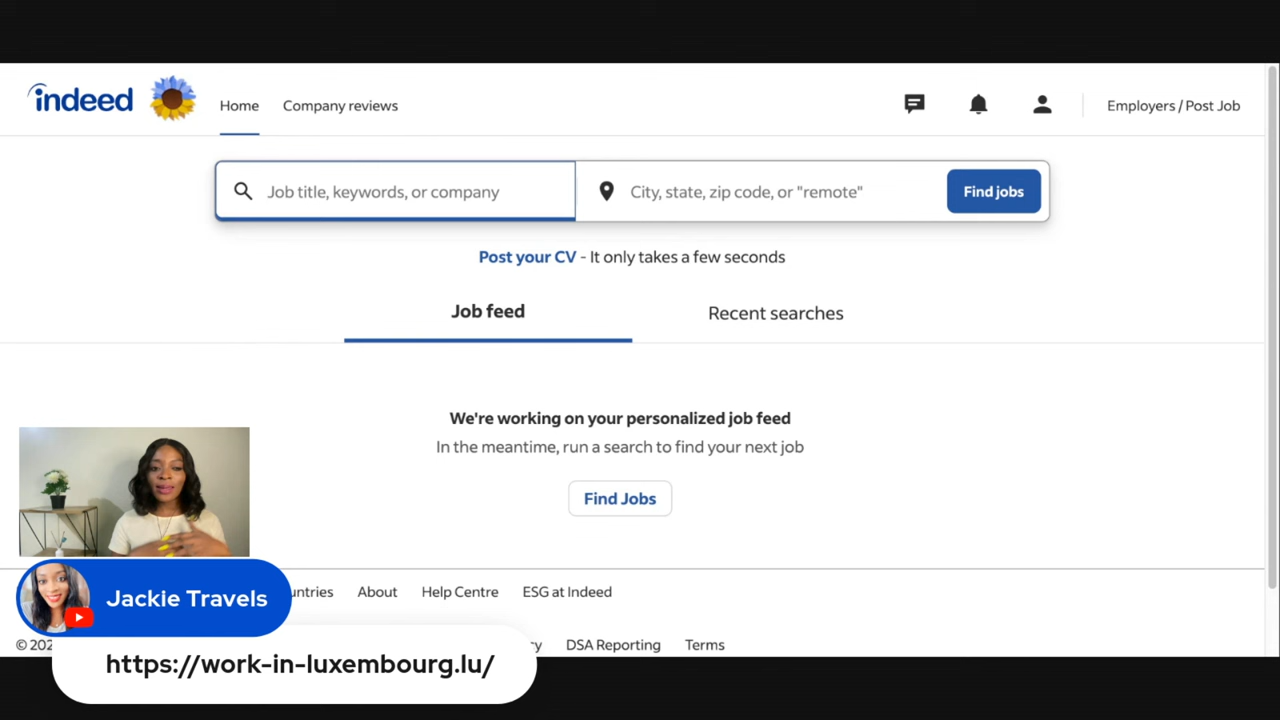 indeed
Home
Company reviews
Employers / Post Job
Job title, keywords, or company
City, state, zip code, or "remote"
Find jobs
Post your CV - It only takes a few seconds
Job feed
Recent searches
We're working on your personalized job feed
In the meantime, run a search to find your next job
Find Jobs
About
Help Centre
ESG at Indeed
Jackie Travels
DSA Reporting
Terms
https://work-in-luxembourg.lu/